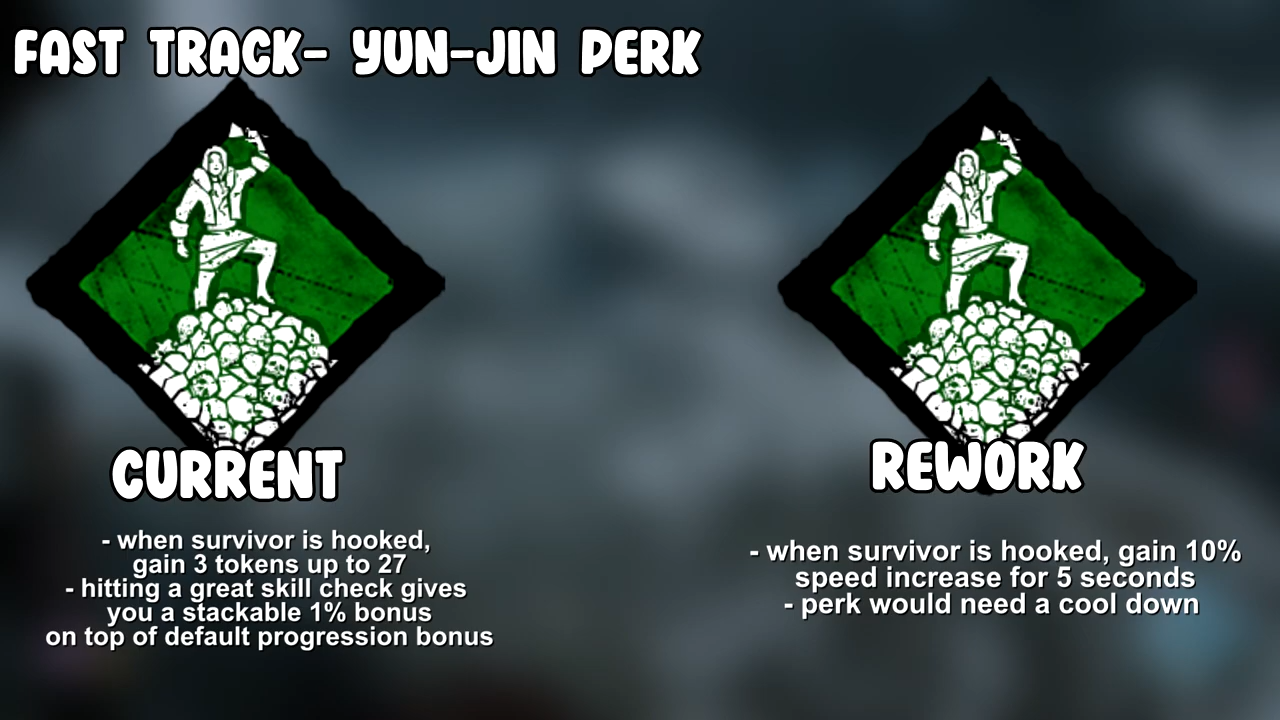 FAST TRACK- YUN-JIN PERK
CURRENT
- when survivor is hooked,
gain 3 tokens up to 27
- hitting a great skill check gives
you a stackable 1% bonus
on top of default progression bonus
REWORK
- when survivor is hooked, gain 10%
speed increase for 5 seconds
- perk would need a cool down